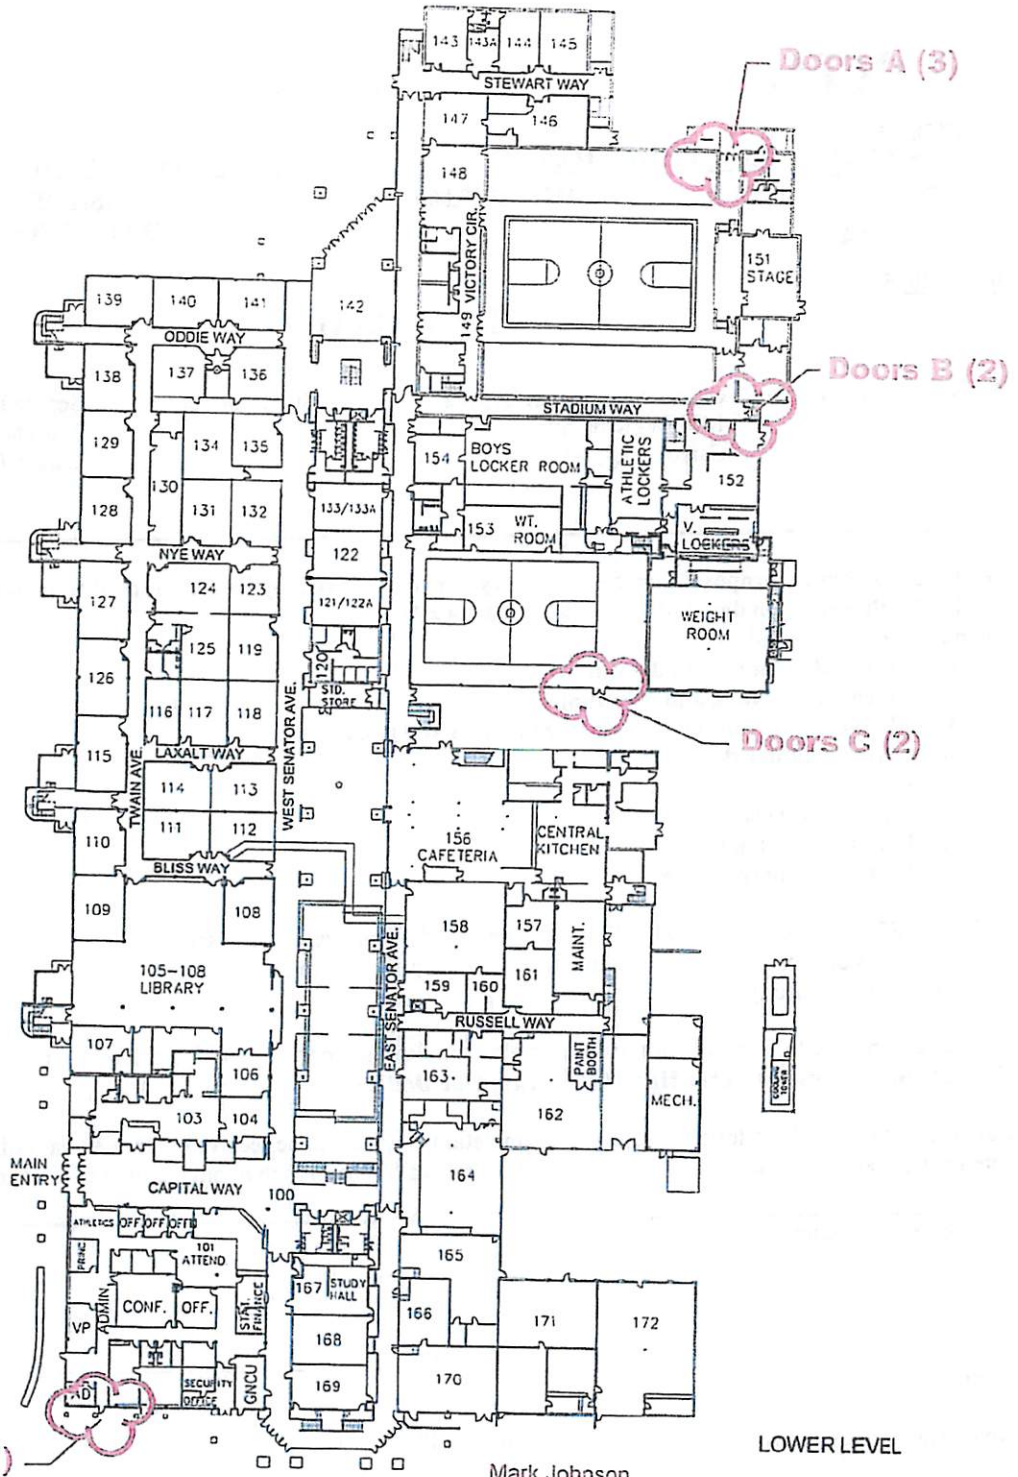 143 143A 144 145
Doors A (3)
STEWART WAY
147 146
148
149 VICTORY CIR.
151
STAGE
139 140 141 142
ODDIE WAY
138 137 136
Doors B (2)
STADIUM WAY
129 134 135
154 BOYS
LOCKER ROOM
ATHLETIC
LOCKERS
152
130
128 131 132 133/133A
153 WT.
ROOM
V.
LOCKERS
NYE WAY 122
127 124 123 121/122A
WEIGHT
ROOM
125 119
126 120
STD.
STORE
116 117 118
Doors C (2)
115 LAXALT WAY
TWAIN AVE.
WEST SENATOR AVE.
114 113
110 111 112
156
CAFETERIA
CENTRAL
KITCHEN
BLISS WAY
109 108
158 157
MAINT.
105-108
LIBRARY
159 160 161
EAST SENATOR AVE.
RUSSELL WAY
107 106
163
PAINT
BOOTH
103 104
162 MECH.
MAIN
ENTRY
CAPITAL WAY 100
164
ATHLETICS OFF. OFF. OFF.
PRINC.
101
ATTEND.
165
167 STUDY
HALL
CONF. OFF.
STAT.
FINANCE
166 171 172
VP
168
AD
SECURITY
OFFICE
GNCU
169 170
)
LOWER LEVEL
Mark Johnson